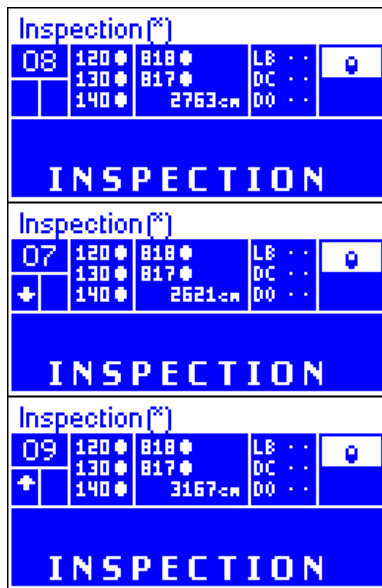 Inspection(*)
08 120 818 LB
130 817 DC
140 2763cm DO
INSPECTION
Inspection(*)
07 120 818 LB
130 817 DC
140 2621cm DO
INSPECTION
Inspection(*)
09 120 818 LB
130 817 DC
140 3167cm DO
INSPECTION